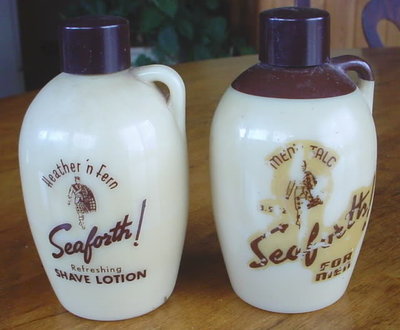 Heather 'n Fern
Seaforth!
Refreshing
SHAVE LOTION
MEN'S TALC
Seaforth!
FOR
MEN